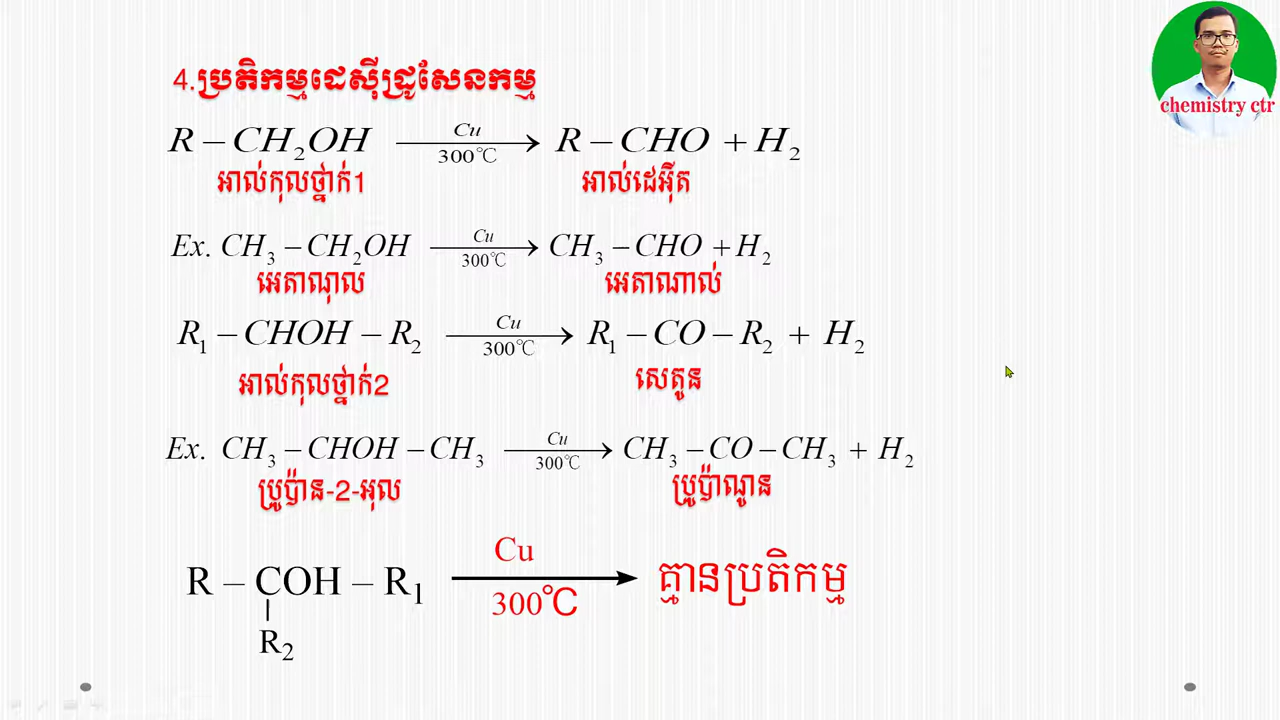 chemistry ctr
4.ប្រតិកម្មដេស៊ីដ្រូសែនកម្ម
R – CH₂OH Cu 300℃ → R – CHO + H₂
អាល់កុលថ្នាក់1 អាល់ដេអ៊ីត
Ex. CH₃ – CH₂OH Cu 300℃ → CH₃ – CHO + H₂
អេតាណុល អេតាណាល់
R₁ – CHOH – R₂ Cu 300℃ → R₁ – CO – R₂ + H₂
អាល់កុលថ្នាក់2 សេតូន
Ex. CH₃ – CHOH – CH₃ Cu 300℃ → CH₃ – CO – CH₃ + H₂
ប្រូប៉ាន-2-អុល ប្រូប៉ាណូន
R – COH – R₁ Cu 300℃ → គ្មានប្រតិកម្ម
R₂